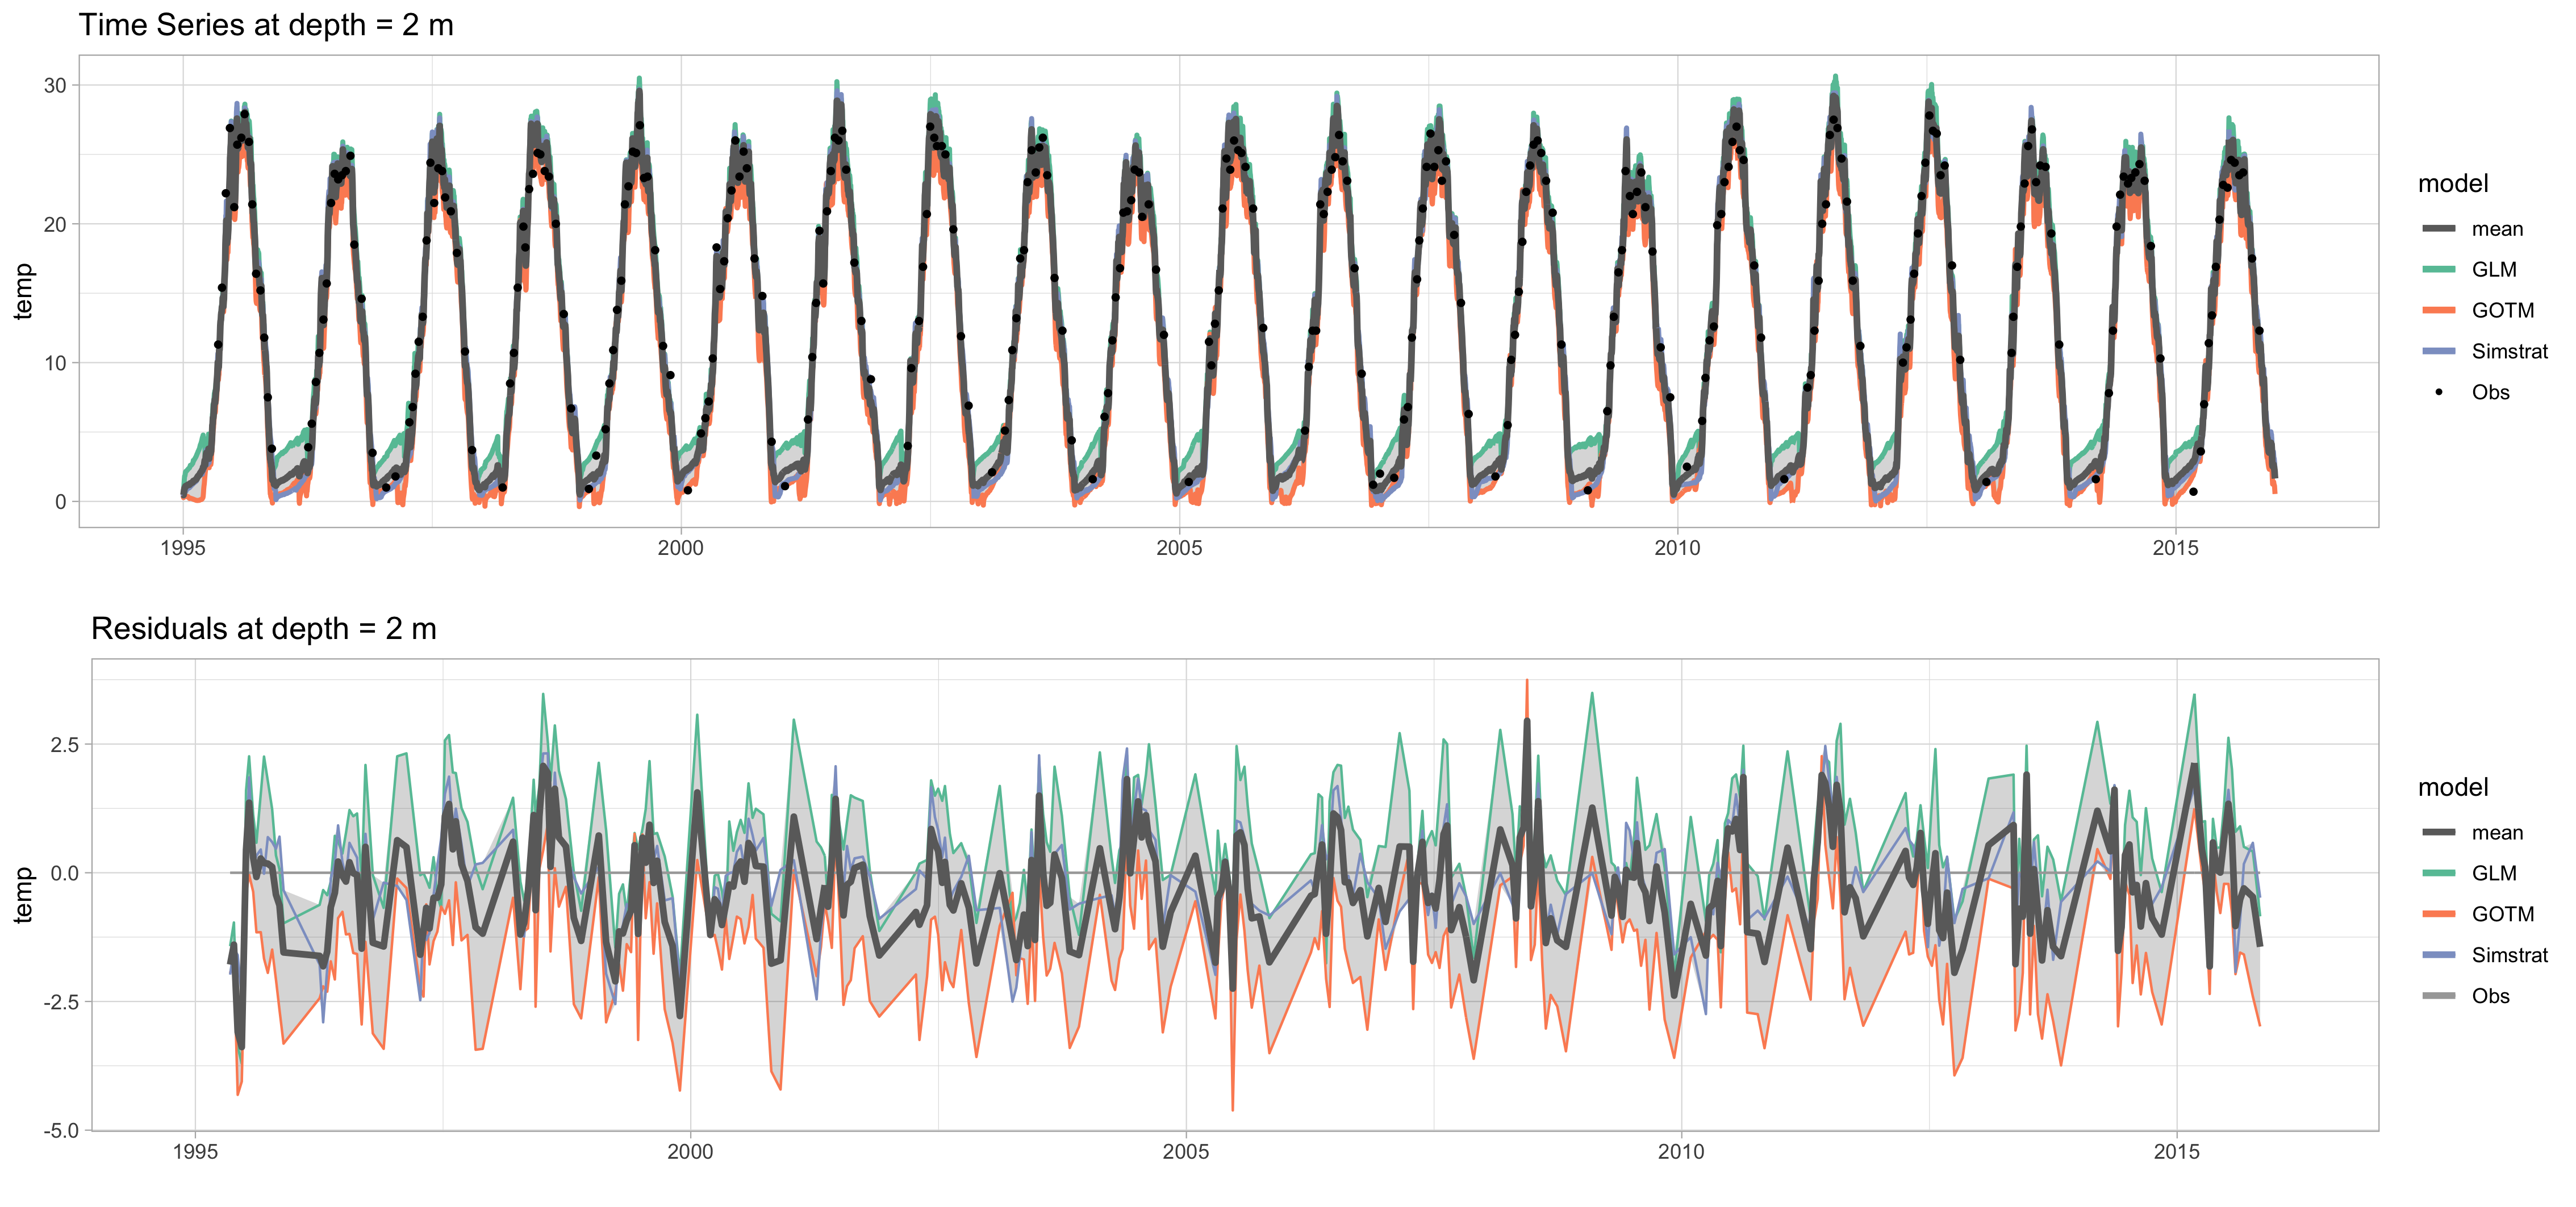 Time Series at depth = 2 m
30
20
10
0
temp
1995
2000
2005
2010
2015
model
mean
GLM
GOTM
Simstrat
Obs
Residuals at depth = 2 m
2.5
0.0
-2.5
-5.0
temp
1995
2000
2005
2010
2015
model
mean
GLM
GOTM
Simstrat
Obs